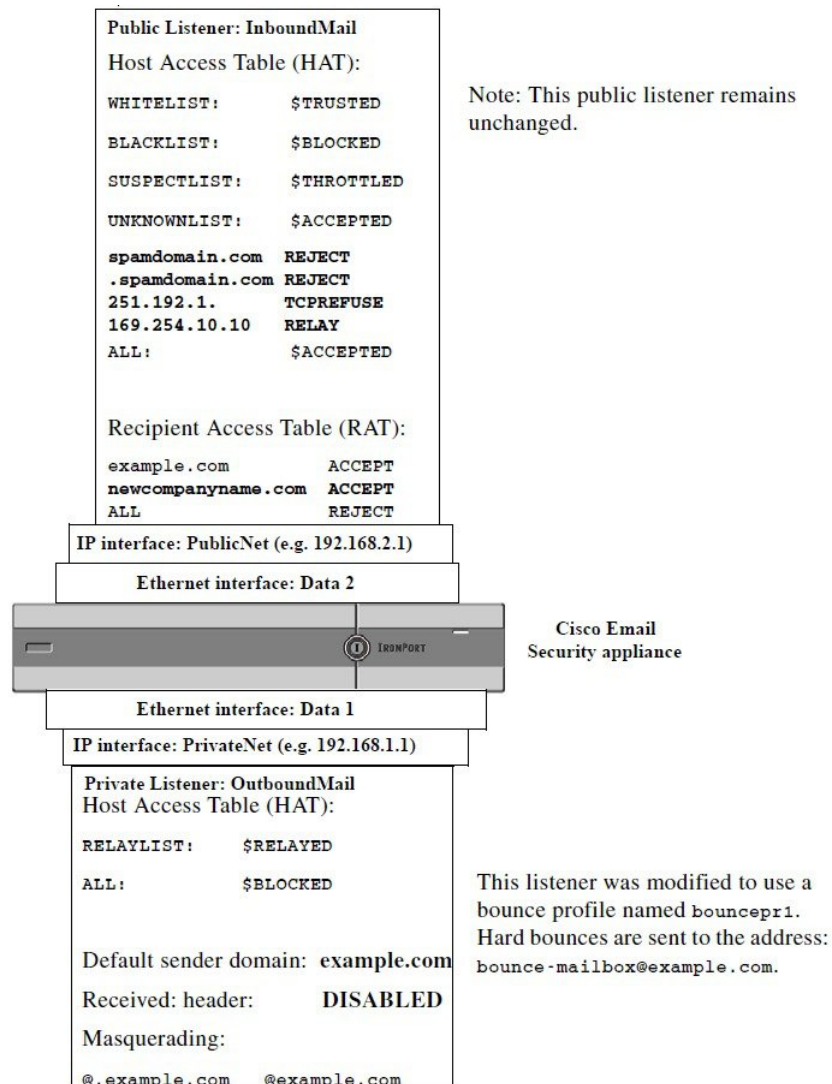 Public Listener: InboundMail
Host Access Table (HAT):
WHITELIST: $TRUSTED
BLACKLIST: $BLOCKED
SUSPECTLIST: $THROTTLED
UNKNOWNLIST: $ACCEPTED
spamdomain.com REJECT
.spamdomain.com REJECT
251.192.1. TCPREFUSE
169.254.10.10 RELAY
ALL: $ACCEPTED
Note: This public listener remains
unchanged.
Recipient Access Table (RAT):
example.com ACCEPT
newcompanyname.com ACCEPT
ALL REJECT
IP interface: PublicNet (e.g. 192.168.2.1)
Ethernet interface: Data 2
IRONPORT
Cisco Email
Security appliance
Ethernet interface: Data 1
IP interface: PrivateNet (e.g. 192.168.1.1)
Private Listener: OutboundMail
Host Access Table (HAT):
RELAYLIST: $RELAYED
ALL: $BLOCKED
This listener was modified to use a
bounce profile named bouncepr1.
Hard bounces are sent to the address:
bounce-mailbox@example.com.
Default sender domain: example.com
Received: header: DISABLED
Masquerading:
@.example.com @example.com